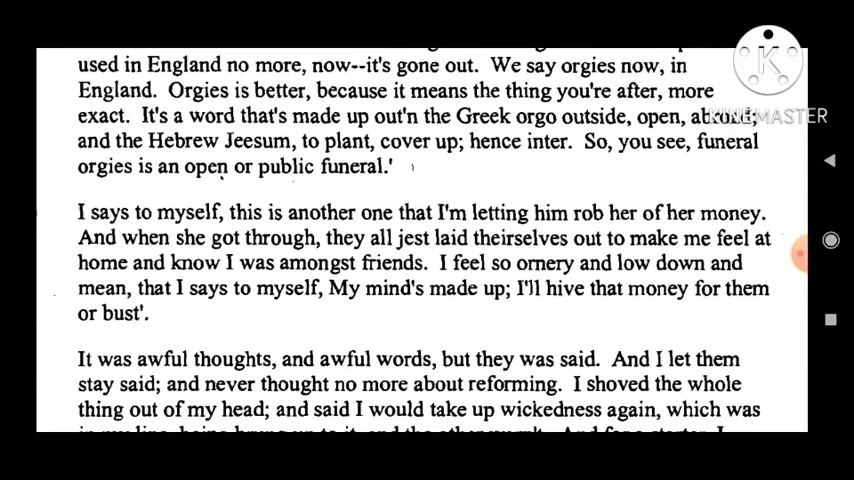 used in England no more, now--it's gone out. We say orgies now, in
England. Orgies is better, because it means the thing you're after, more
exact. It's a word that's made up out'n the Greek orgo outside, open, abroad;
and the Hebrew Jeesum, to plant, cover up; hence inter. So, you see, funeral
orgies is an open or public funeral.'
I says to myself, this is another one that I'm letting him rob her of her money.
And when she got through, they all jest laid theirselves out to make me feel at
home and know I was amongst friends. I feel so ornery and low down and
mean, that I says to myself, My mind's made up; I'll hive that money for them
or bust'.
It was awful thoughts, and awful words, but they was said. And I let them
stay said; and never thought no more about reforming. I shoved the whole
thing out of my head; and said I would take up wickedness again, which was
K
KINEMASTER